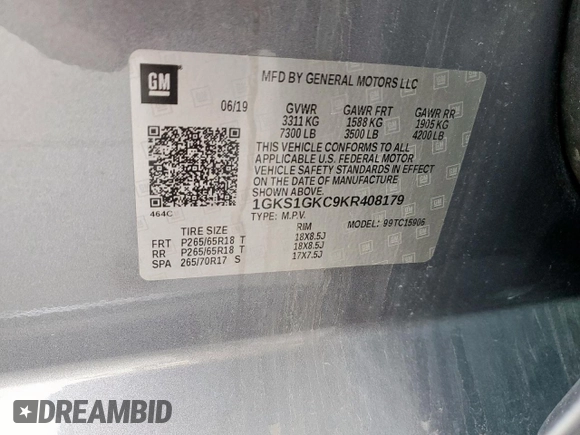 GM
MFD BY GENERAL MOTORS LLC
06/19 GVWR GAWR FRT GAWR RR
3311 KG 1588 KG 1905 KG
7300 LB 3500 LB 4200 LB
THIS VEHICLE CONFORMS TO ALL
APPLICABLE U.S. FEDERAL MOTOR
VEHICLE SAFETY STANDARDS IN EFFECT
ON THE DATE OF MANUFACTURE
SHOWN ABOVE.
1GKS1GKC9KR408179
464C
TYPE: M.P.V. MODEL: 99TC15906
TIRE SIZE RIM
FRT P265/65R18 T 18X8.5J
RR P265/65R18 T 18X8.5J
SPA 265/70R17 S 17X7.5J
DREAMBID